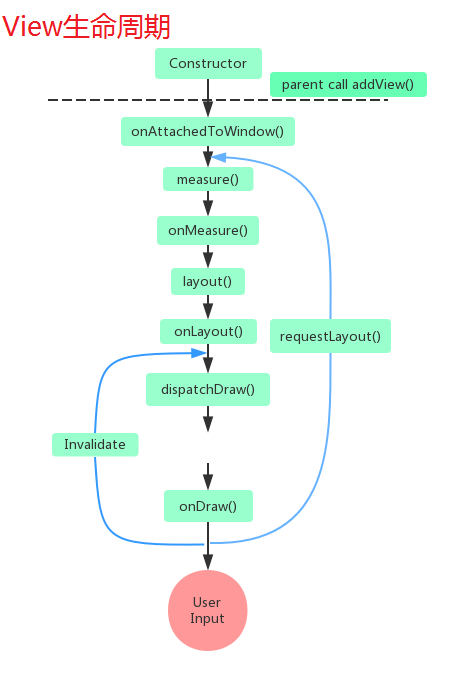 View生命周期
Constructor
parent call addView()
onAttachedToWindow()
measure()
onMeasure()
layout()
onLayout()
requestLayout()
dispatchDraw()
Invalidate
onDraw()
User
Input